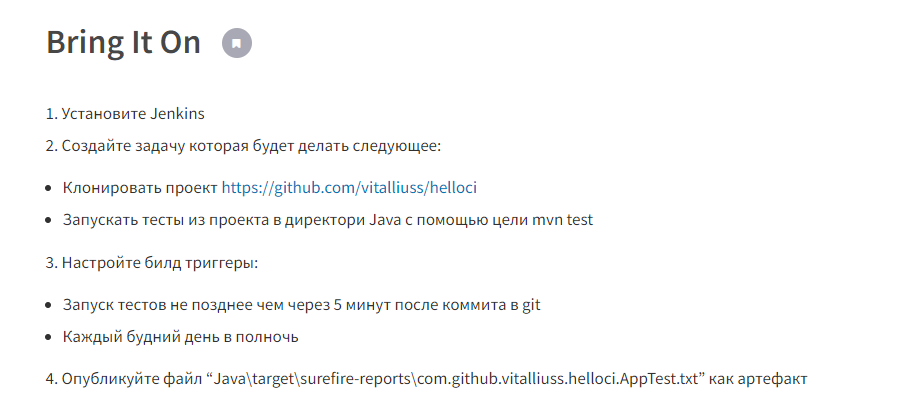 Bring It On
1. Установите Jenkins
2. Создайте задачу которая будет делать следующее:
• Клонировать проект https://github.com/vitalliuss/helloci
• Запускать тесты из проекта в директори Java с помощью цели mvn test
3. Настройте билд триггеры:
• Запуск тестов не позднее чем через 5 минут после коммита в git
• Каждый будний день в полночь
4. Опубликуйте файл “Java\target\surefire-reports\com.github.vitalliuss.helloci.AppTest.txt” как артефакт